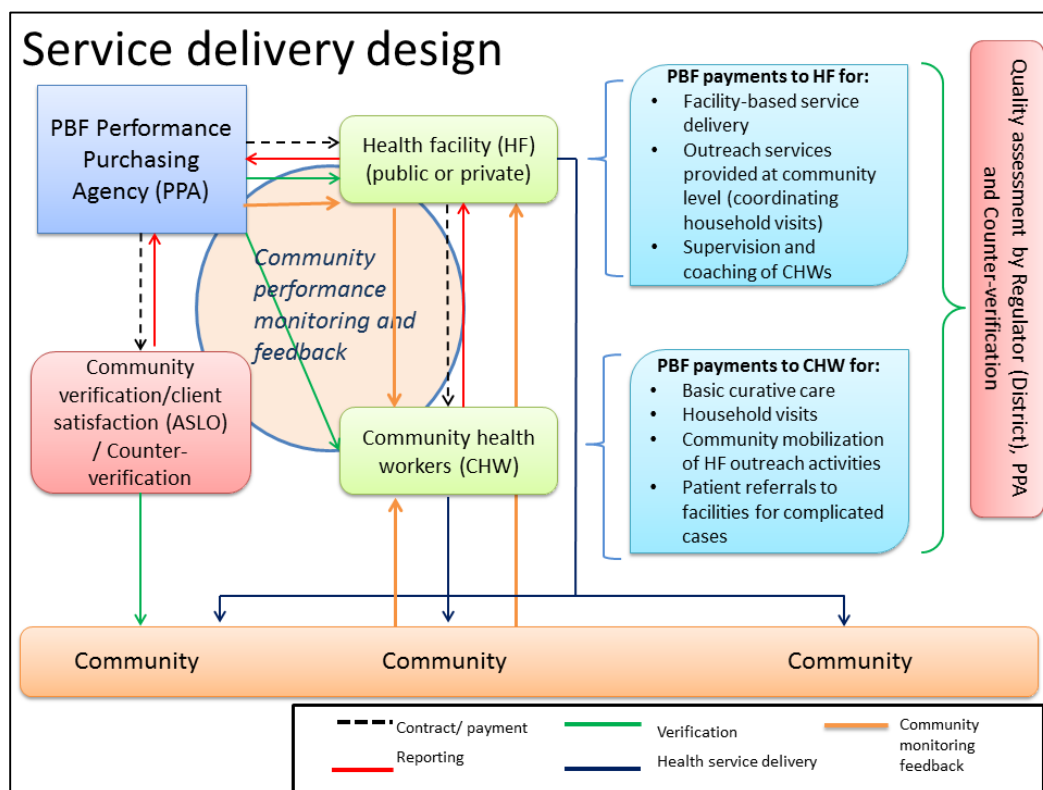 Service delivery design
PBF Performance
Purchasing
Agency (PPA)
Health facility (HF)
(public or private)
Community
performance
monitoring and
feedback
Community
verification/client
satisfaction (ASLO)
/ Counter-
verification
Community health
workers (CHW)
PBF payments to HF for:
• Facility-based service
delivery
• Outreach services
provided at community
level (coordinating
household visits)
• Supervision and
coaching of CHWs
PBF payments to CHW for:
• Basic curative care
• Household visits
• Community mobilization
of HF outreach activities
• Patient referrals to
facilities for complicated
cases
Quality assessment by Regulator (District), PPA
and Counter-verification
Community
Community
Community
Contract/ payment
Reporting
Verification
Health service delivery
Community
monitoring
feedback